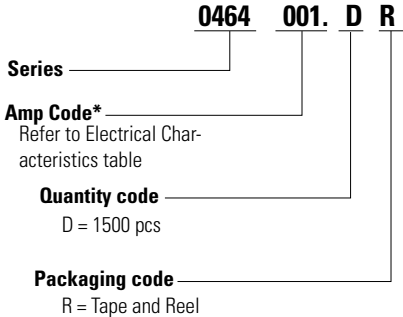 0464 001. D R
Series
Amp Code*
Refer to Electrical Char-
acteristics table
Quantity code
D = 1500 pcs
Packaging code
R = Tape and Reel